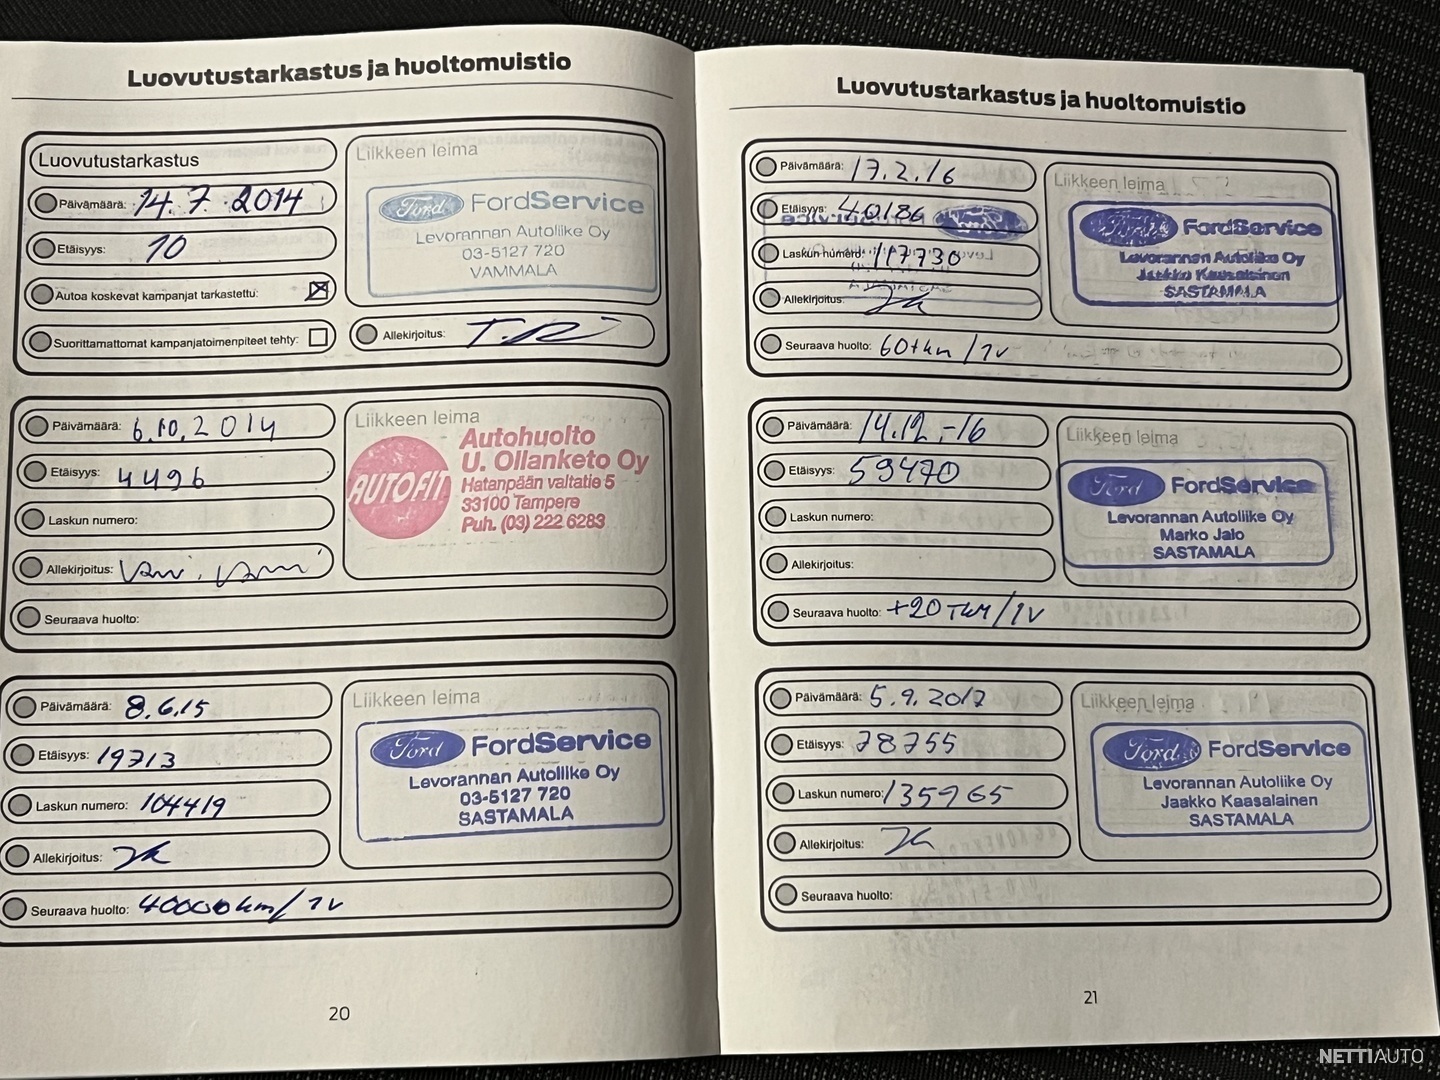 Luovutustarkastus ja huoltomuistio
Luovutustarkastus
Päivämäärä: 14.7.2014
Etäisyys: 10
Autoa koskevat kampanjat tarkastettu:
Suorittamattomat kampanjatoimenpiteet tehty:
Liikkeen leima
Ford FordService
Levorannan Autoliike Oy
03-5127 720
VAMMALA
Allekirjoitus:
Päivämäärä: 6.10.2014
Etäisyys: 4496
Laskun numero:
Allekirjoitus:
Seuraava huolto:
Liikkeen leima
AUTOFIT
Autohuolto
U. Ollanketo Oy
Hatanpään valtatie 5
33100 Tampere
Puh. (03) 222 6283
Päivämäärä: 8.6.15
Etäisyys: 19713
Laskun numero: 104419
Allekirjoitus:
Seuraava huolto: 40000km/1v
Liikkeen leima
Ford FordService
Levorannan Autoliike Oy
03-5127 720
SASTAMALA
20
Luovutustarkastus ja huoltomuistio
Päivämäärä: 17.2.16
Etäisyys: 40186
Laskun numero: 117730
Allekirjoitus:
Seuraava huolto: 60tkm/1v
Liikkeen leima
Ford FordService
Levorannan Autoliike Oy
Jaakko Kaasalainen
SASTAMALA
Päivämäärä: 14.12.-16
Etäisyys: 59470
Laskun numero:
Allekirjoitus:
Seuraava huolto: +20TKM/1V
Liikkeen leima
Ford FordService
Levorannan Autoliike Oy
Marko Jalo
SASTAMALA
Päivämäärä: 5.9.2017
Etäisyys: 78755
Laskun numero: 135965
Allekirjoitus:
Seuraava huolto:
Liikkeen leima
Ford FordService
Levorannan Autoliike Oy
Jaakko Kaasalainen
SASTAMALA
21
NETTIAUTO